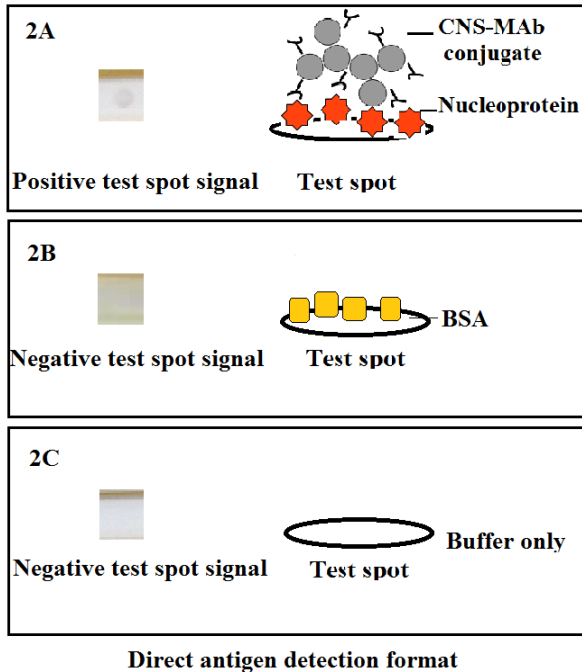 2A
CNS-MAb
conjugate
Nucleoprotein
Positive test spot signal
Test spot
2B
BSA
Negative test spot signal
Test spot
2C
Buffer only
Negative test spot signal
Test spot
Direct antigen detection format